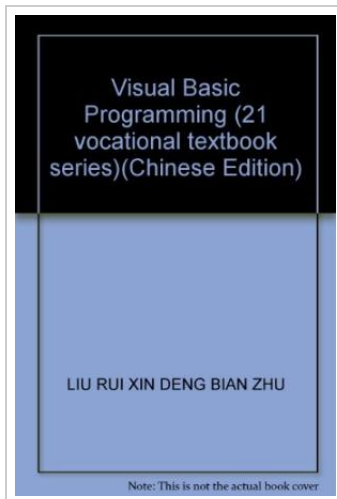 Visual Basic
Programming (21
vocational textbook
series)(Chinese Edition)
LIU RUI XIN DENG BIAN ZHU
Note: This is not the actual book cover